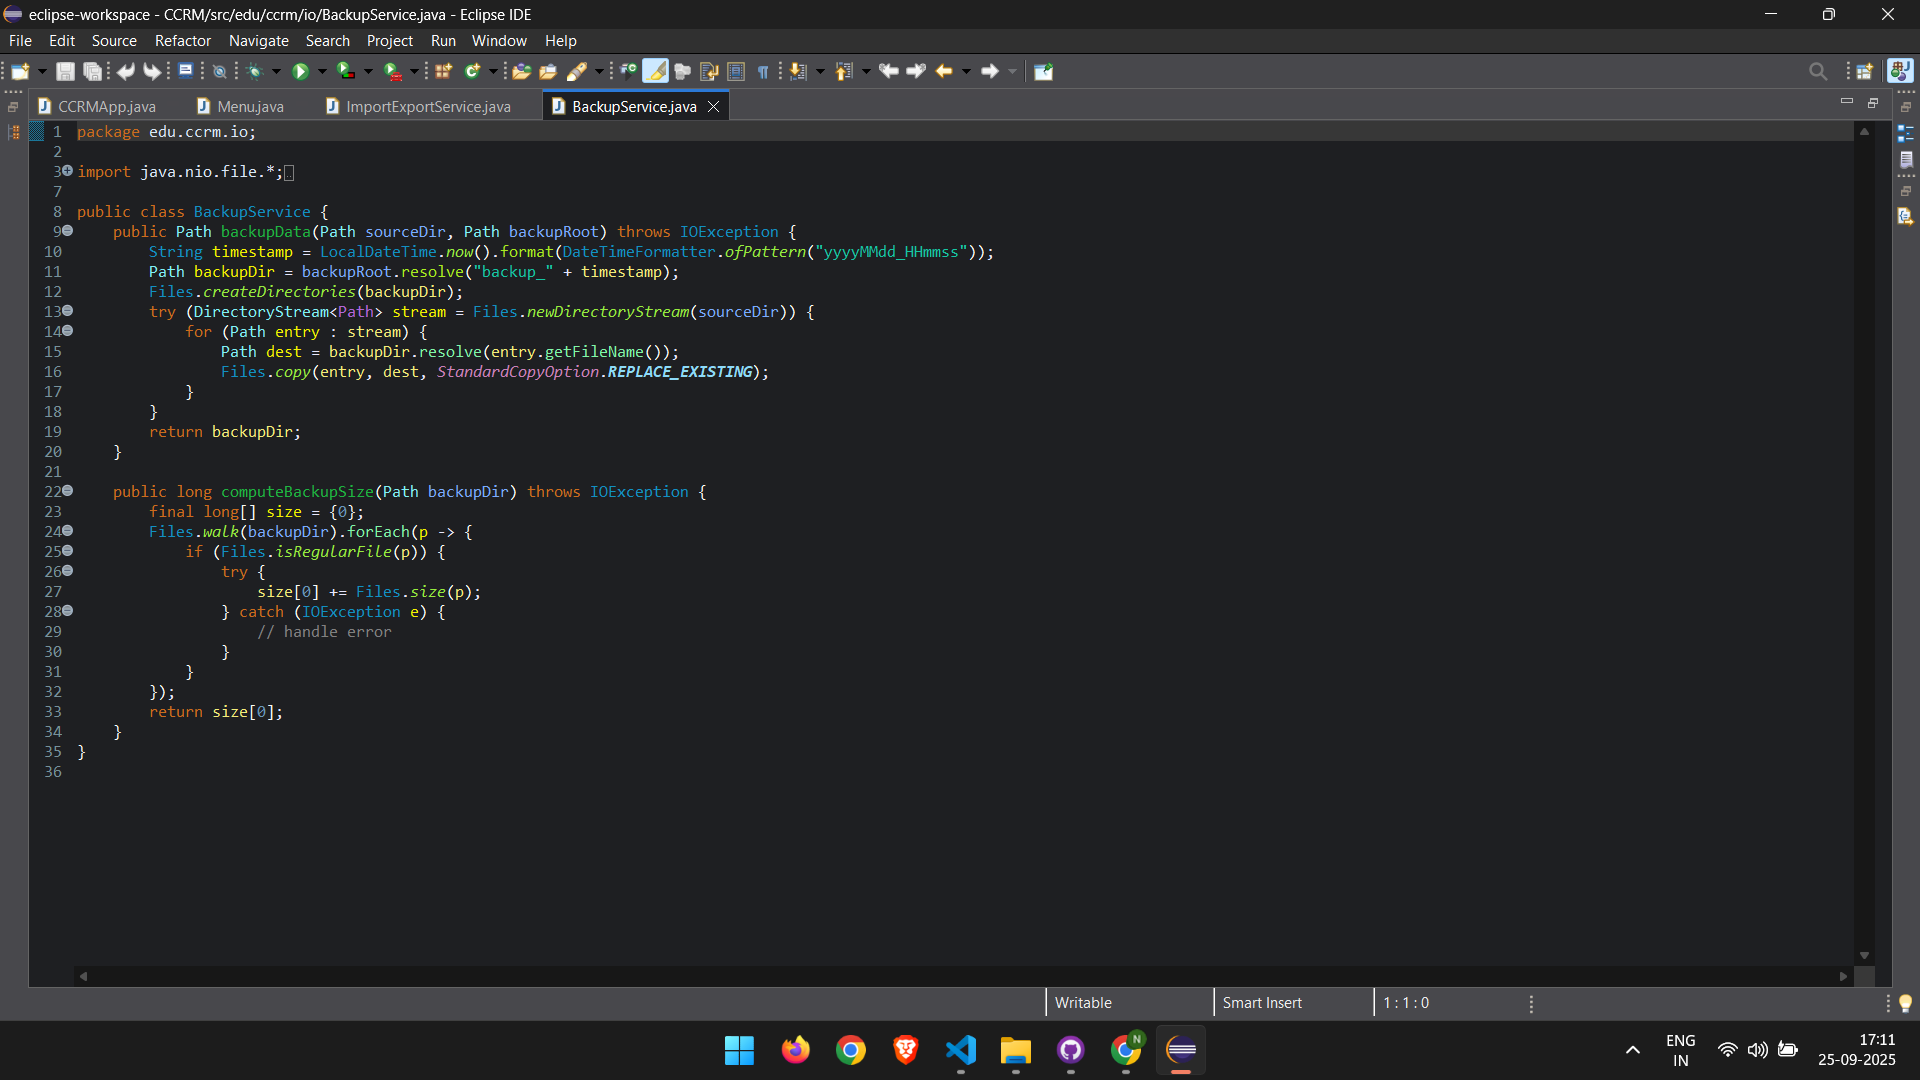 eclipse-workspace - CCRM/src/edu/ccrm/io/BackupService.java - Eclipse IDE
File Edit Source Refactor Navigate Search Project Run Window Help
CCRMApp.java Menu.java ImportExportService.java BackupService.java
1 package edu.ccrm.io;
2
3 import java.nio.file.*;
7
8 public class BackupService {
9     public Path backupData(Path sourceDir, Path backupRoot) throws IOException {
10         String timestamp = LocalDateTime.now().format(DateTimeFormatter.ofPattern("yyyyMMdd_HHmmss"));
11         Path backupDir = backupRoot.resolve("backup_" + timestamp);
12         Files.createDirectories(backupDir);
13         try (DirectoryStream<Path> stream = Files.newDirectoryStream(sourceDir)) {
14             for (Path entry : stream) {
15                 Path dest = backupDir.resolve(entry.getFileName());
16                 Files.copy(entry, dest, StandardCopyOption.REPLACE_EXISTING);
17             }
18         }
19         return backupDir;
20     }
21
22     public long computeBackupSize(Path backupDir) throws IOException {
23         final long[] size = {0};
24         Files.walk(backupDir).forEach(p -> {
25             if (Files.isRegularFile(p)) {
26                 try {
27                     size[0] += Files.size(p);
28                 } catch (IOException e) {
29                     // handle error
30                 }
31             }
32         });
33         return size[0];
34     }
35 }
36
Writable Smart Insert 1 : 1 : 0
N
ENG 17:11
IN 25-09-2025